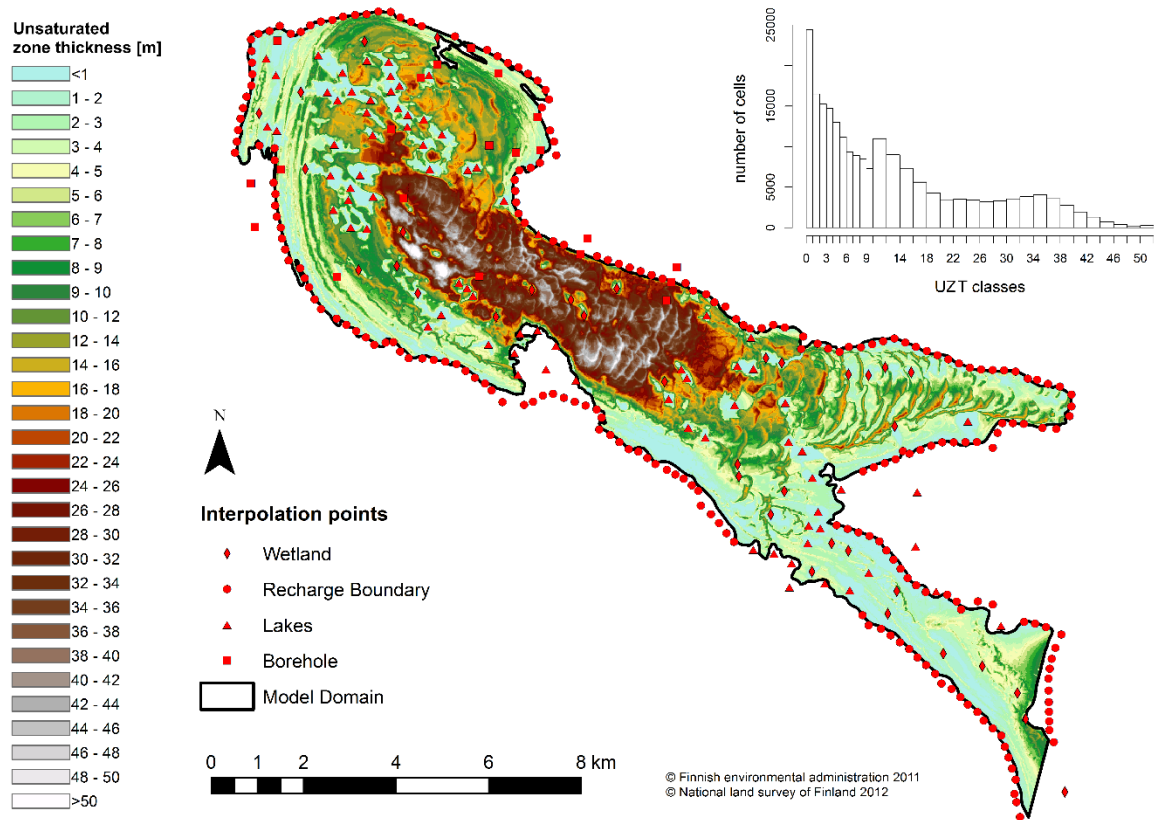 Unsaturated
zone thickness [m]
<1
1 - 2
2 - 3
3 - 4
4 - 5
5 - 6
6 - 7
7 - 8
8 - 9
9 - 10
10 - 12
12 - 14
14 - 16
16 - 18
18 - 20
20 - 22
22 - 24
24 - 26
26 - 28
28 - 30
30 - 32
32 - 34
34 - 36
36 - 38
38 - 40
40 - 42
42 - 44
44 - 46
46 - 48
48 - 50
>50
N
Interpolation points
Wetland
Recharge Boundary
Lakes
Borehole
Model Domain
0 1 2 4 6 8 km
number of cells
25000
15000
5000
0
0 3 6 9 14 18 22 26 30 34 38 42 46 50
UZT classes
© Finnish environmental administration 2011
© National land survey of Finland 2012